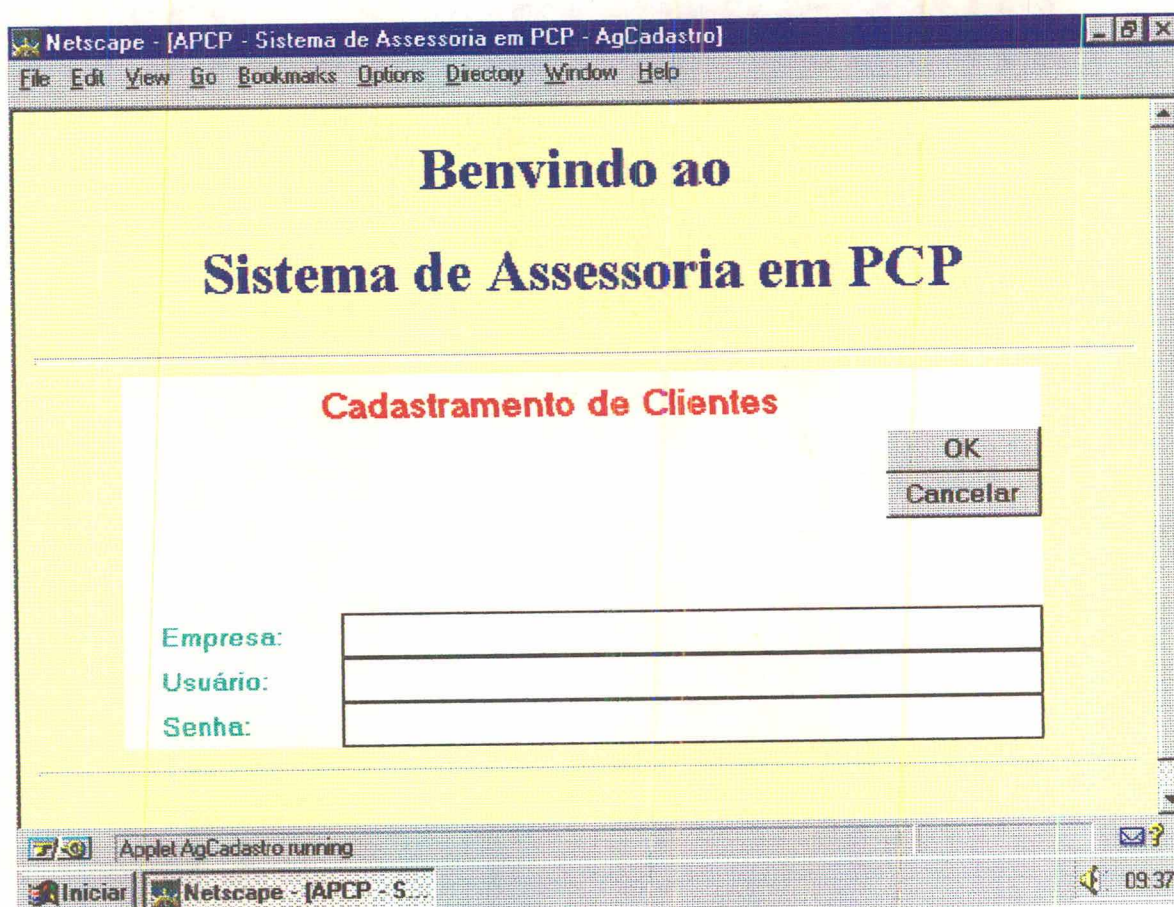 Netscape - [APCP - Sistema de Assessoria em PCP - AgCadastro]
File Edit View Go Bookmarks Options Directory Window Help
Benvindo ao
Sistema de Assessoria em PCP
Cadastramento de Clientes
OK
Cancelar
Empresa:
Usuário:
Senha:
Applet AgCadastro running
Iniciar Netscape - [APCP - S... 09:37